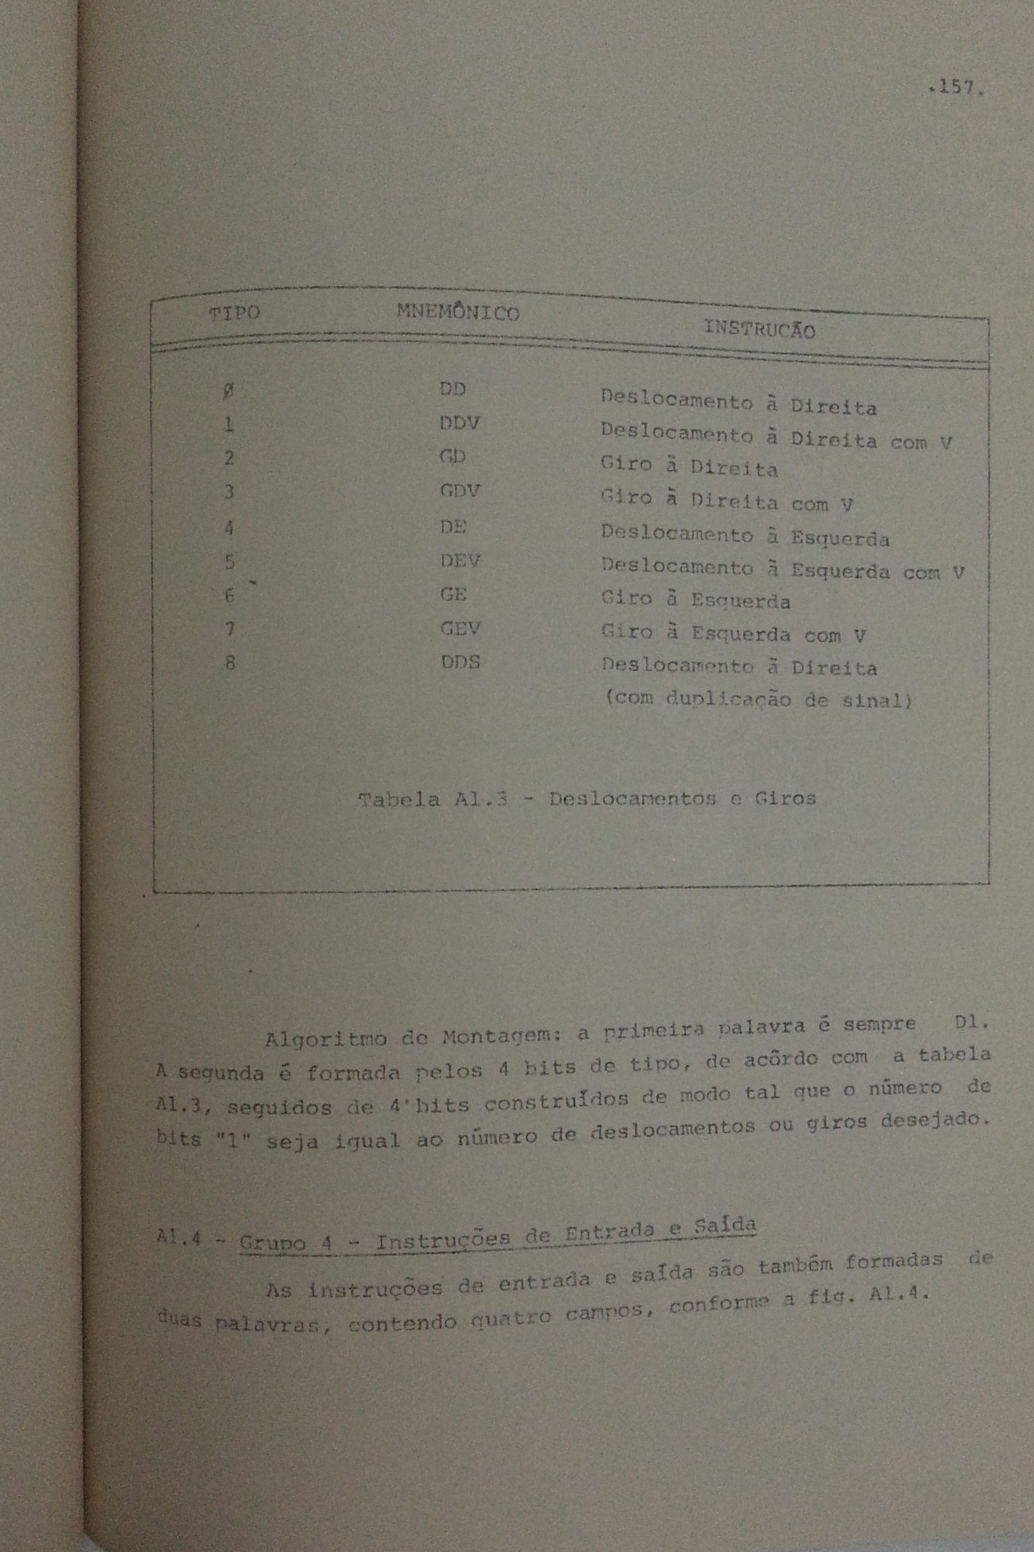 .157.
TIPO MNEMÔNICO INSTRUCÃO
Ø DD Deslocamento à Direita
1 DDV Deslocamento à Direita com V
2 GD Giro à Direita
3 GDV Giro à Direita com V
4 DE Deslocamento à Esquerda
5 DEV Deslocamento à Esquerda com V
6 GE Giro à Esquerda
7 GEV Giro à Esquerda com V
8 DDS Deslocamento à Direita
(com duplicação de sinal)
Tabela A1.3 - Deslocamentos e Giros
Algoritmo de Montagem: a primeira palavra é sempre D1.
A segunda é formada pelos 4 bits de tipo, de acôrdo com a tabela
A1.3, seguidos de 4 bits construídos de modo tal que o número de
bits "1" seja igual ao número de deslocamentos ou giros desejado.
A1.4 - Grupo 4 - Instruções de Entrada e Saída
As instruções de entrada e saída são também formadas de
duas palavras, contendo quatro campos, conforme a fig. A1.4.